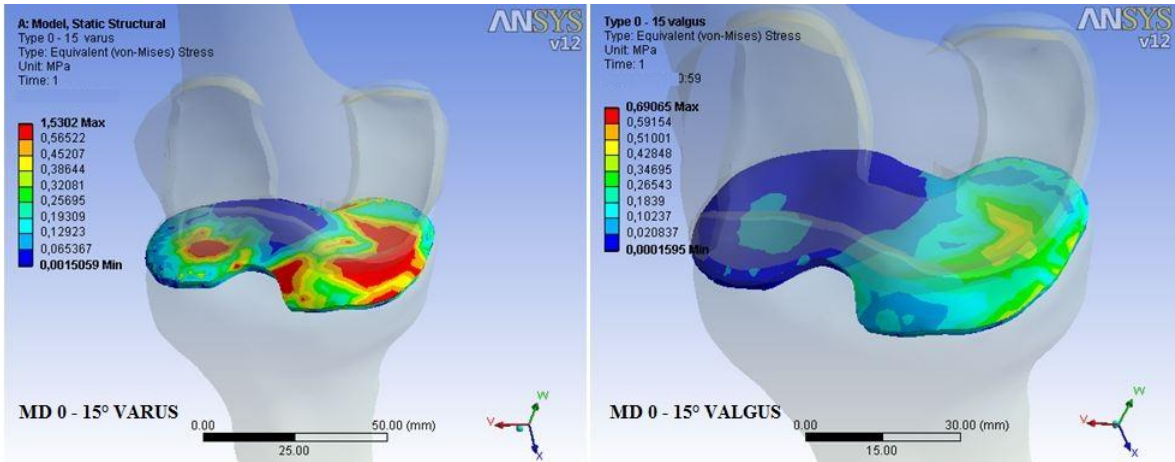 A: Model, Static Structural
Type 0 - 15 varus
Type: Equivalent (von-Mises) Stress
Unit: MPa
Time: 1
1,5302 Max
0,56522
0,45207
0,38644
0,32081
0,25695
0,19309
0,12923
0,065367
0,0015059 Min
ANSYS
v12
MD 0 - 15° VARUS
0.00
50.00 (mm)
25.00
V
W
X
Type 0 - 15 valgus
Type: Equivalent (von-Mises) Stress
Unit: MPa
Time: 1
0:59
0,69065 Max
0,59154
0,51001
0,42848
0,34695
0,26543
0,1839
0,10237
0,020837
0,0001595 Min
ANSYS
v12
MD 0 - 15° VALGUS
0.00
30.00 (mm)
15.00
V
W
X